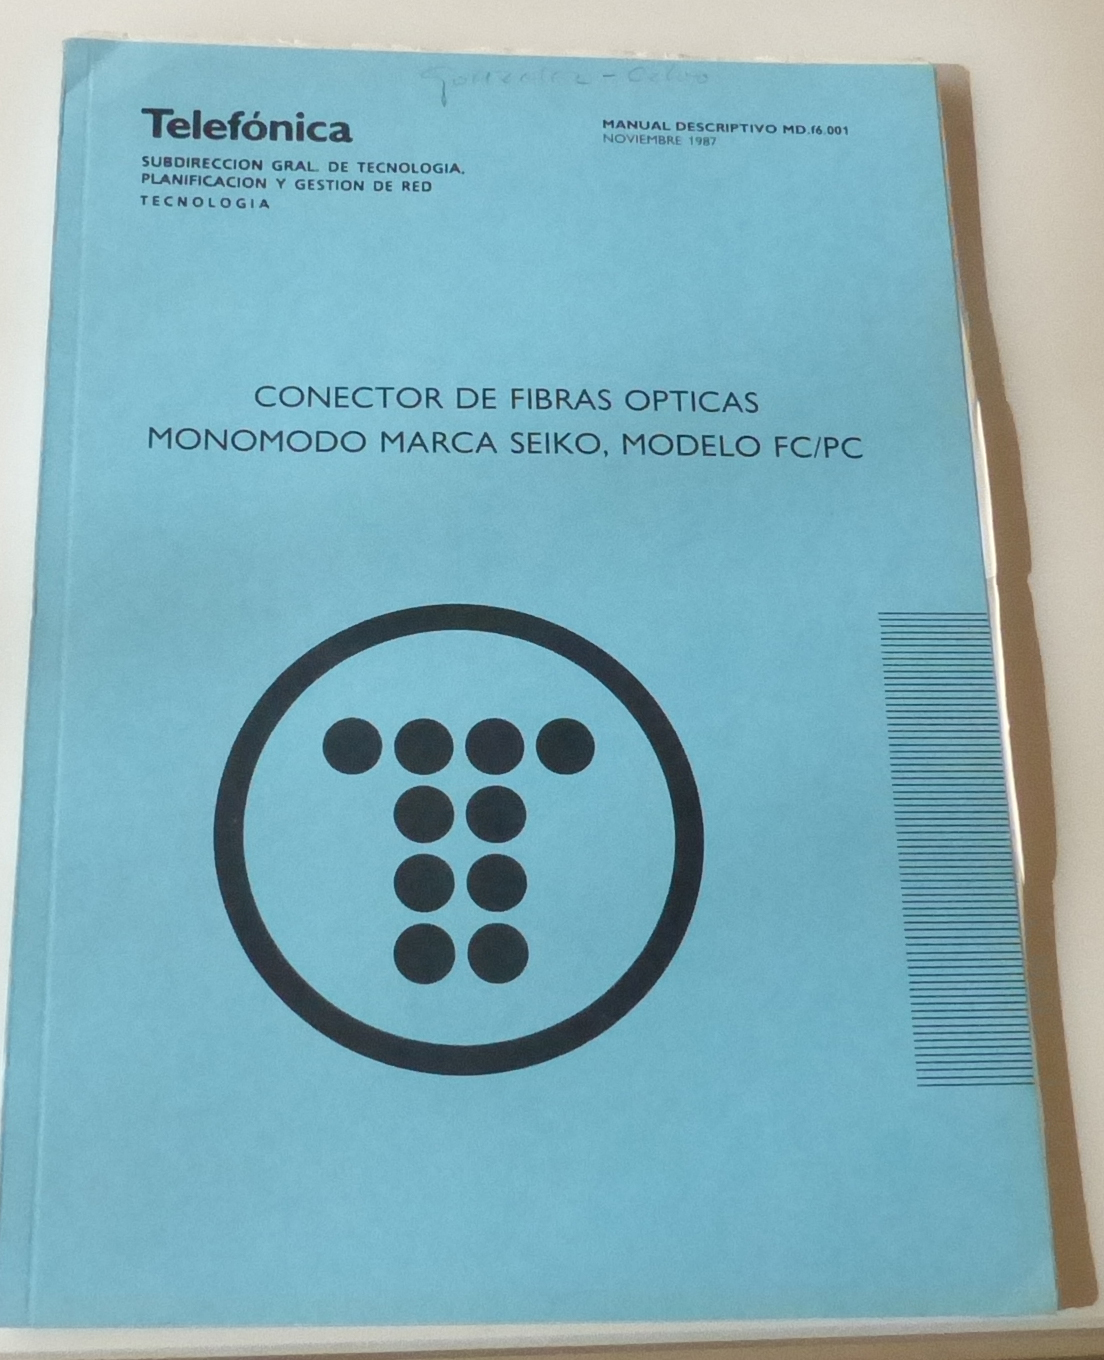 Telefónica
MANUAL DESCRIPTIVO MD.f6.001
NOVIEMBRE 1987
SUBDIRECCION GRAL. DE TECNOLOGIA,
PLANIFICACION Y GESTION DE RED
TECNOLOGIA
CONECTOR DE FIBRAS OPTICAS
MONOMODO MARCA SEIKO, MODELO FC/PC